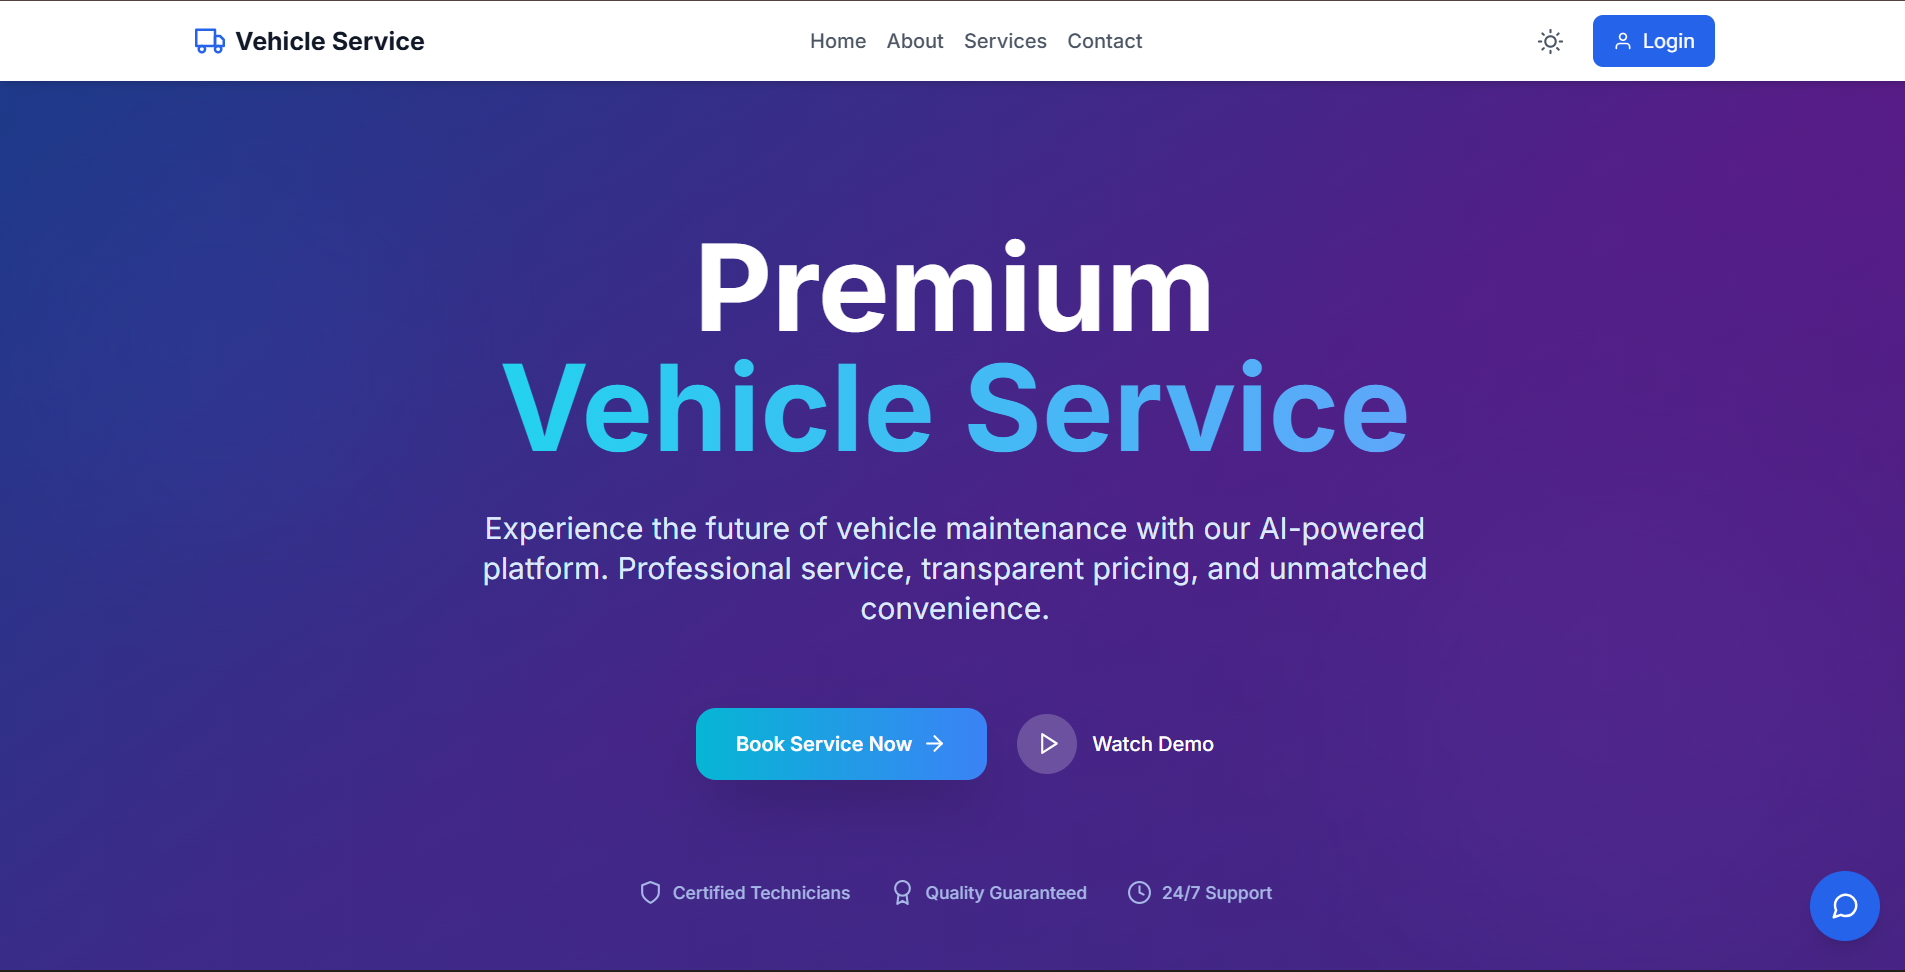 Vehicle Service
Home About Services Contact
Login
Premium
Vehicle Service
Experience the future of vehicle maintenance with our AI-powered
platform. Professional service, transparent pricing, and unmatched
convenience.
Book Service Now
Watch Demo
Certified Technicians
Quality Guaranteed
24/7 Support